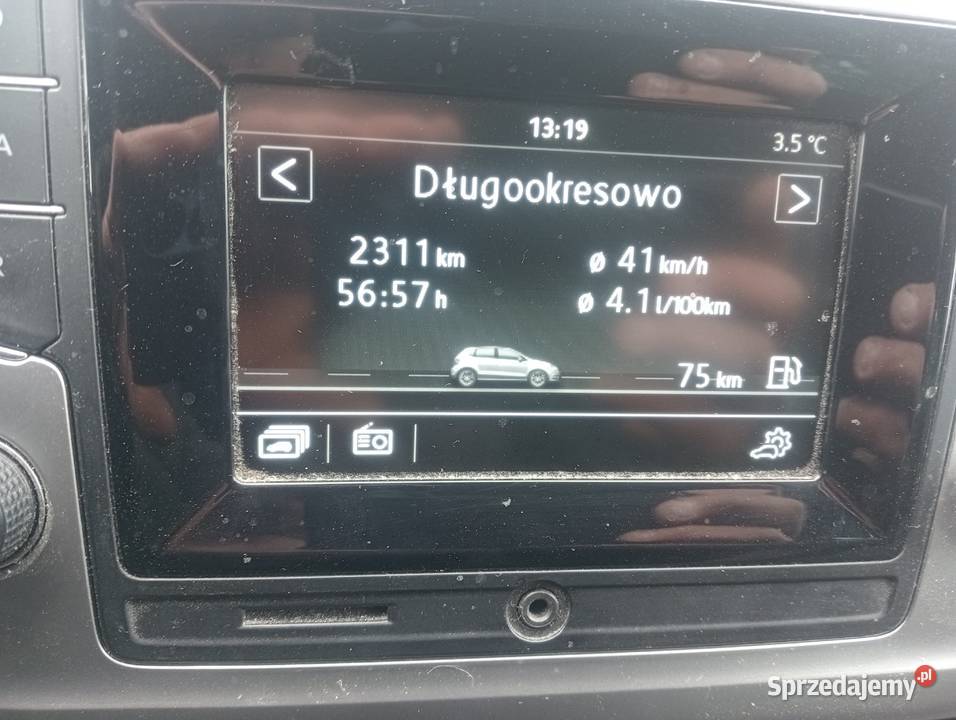 13:19
3.5 °C
A
R
<
Długookresowo
>
2311 km
ø 41 km/h
56:57 h
ø 4.1 l/100km
75 km
Sprzedajemy.pl